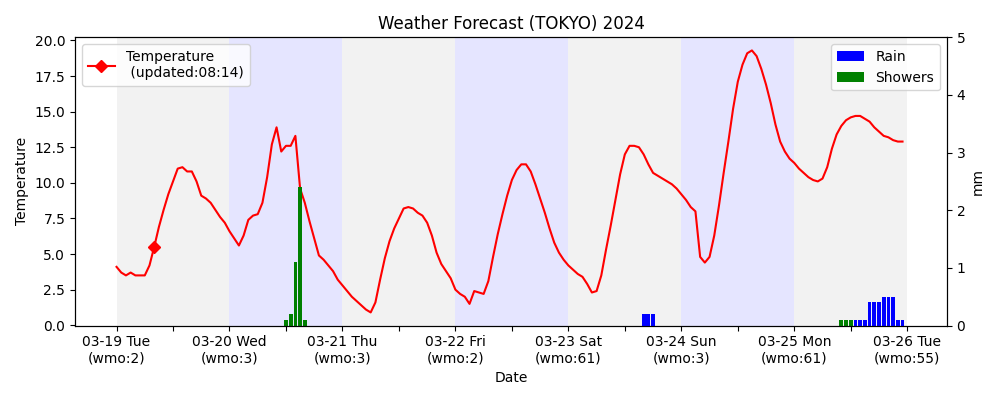 Weather Forecast (TOKYO) 2024
Temperature
(updated:08:14)
Rain
Showers
20.0
17.5
15.0
12.5
10.0
7.5
5.0
2.5
0.0
Temperature
5
4
3
2
1
0
mm
03-19 Tue
(wmo:2)
03-20 Wed
(wmo:3)
03-21 Thu
(wmo:3)
03-22 Fri
(wmo:2)
03-23 Sat
(wmo:61)
03-24 Sun
(wmo:3)
03-25 Mon
(wmo:61)
03-26 Tue
(wmo:55)
Date